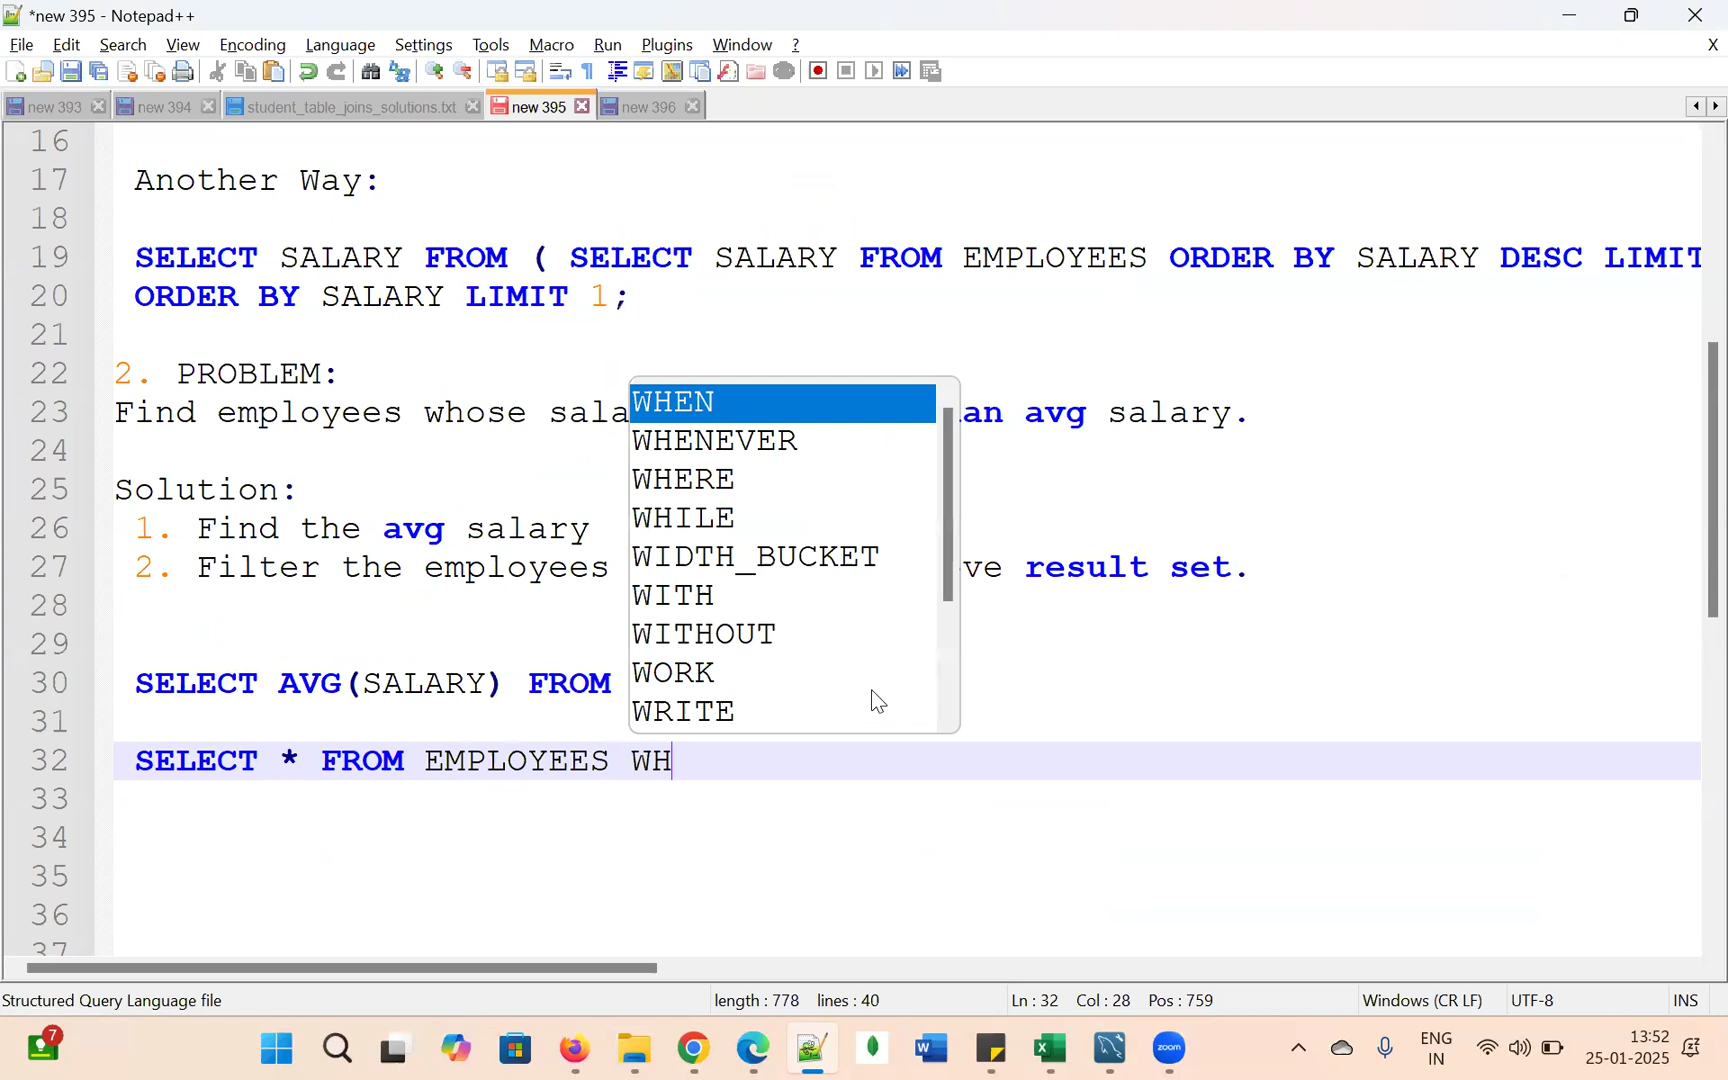 *new 395 - Notepad++
File Edit Search View Encoding Language Settings Tools Macro Run Plugins Window ? X
new 393 new 394 student_table_joins_solutions.txt new 395 new 396
16
17 Another Way:
18
19 SELECT SALARY FROM ( SELECT SALARY FROM EMPLOYEES ORDER BY SALARY DESC LIMIT
20 ORDER BY SALARY LIMIT 1;
21
22 2. PROBLEM:
23 Find employees whose sala an avg salary.
24
25 Solution:
26 1. Find the avg salary
27 2. Filter the employees ve result set.
28
29
30 SELECT AVG(SALARY) FROM
31
32 SELECT * FROM EMPLOYEES WH
33
34
35
36
37
WHEN
WHENEVER
WHERE
WHILE
WIDTH_BUCKET
WITH
WITHOUT
WORK
WRITE
Structured Query Language file length : 778 lines : 40 Ln : 32 Col : 28 Pos : 759 Windows (CR LF) UTF-8 INS
7
zoom
ENG
IN
13:52
25-01-2025